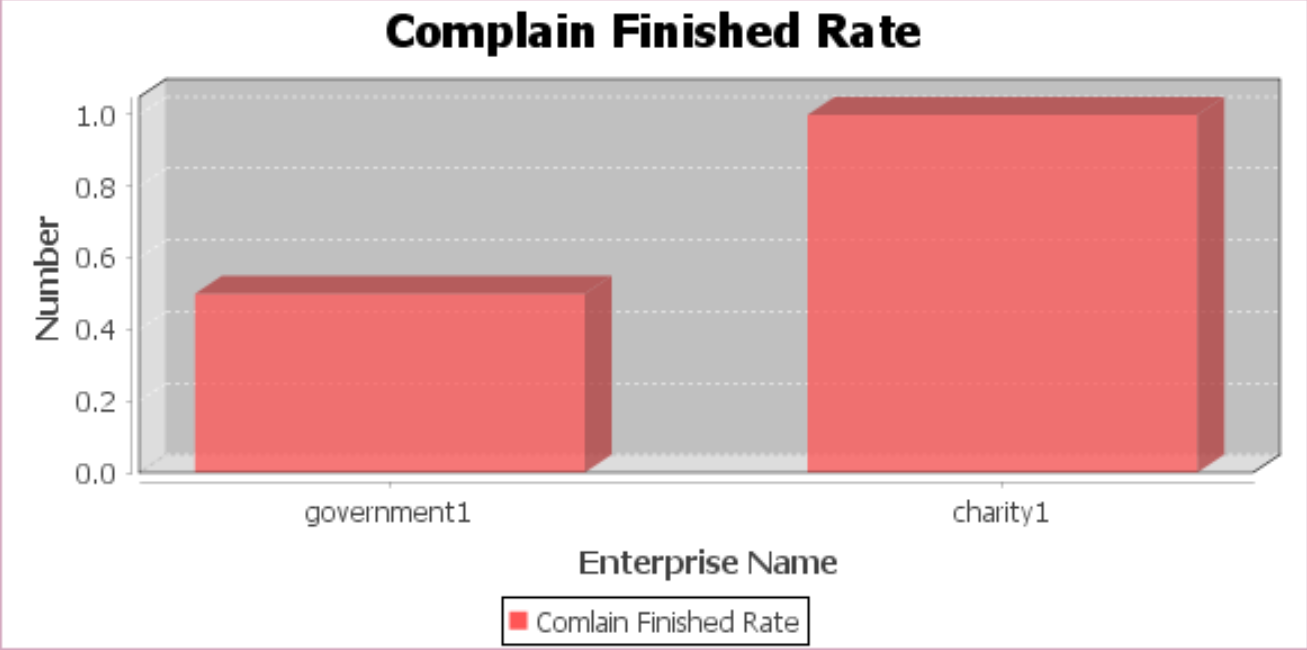 Complain Finished Rate
1.0
0.8
0.6
0.4
0.2
0.0
Number
government1
charity1
Enterprise Name
Comlain Finished Rate